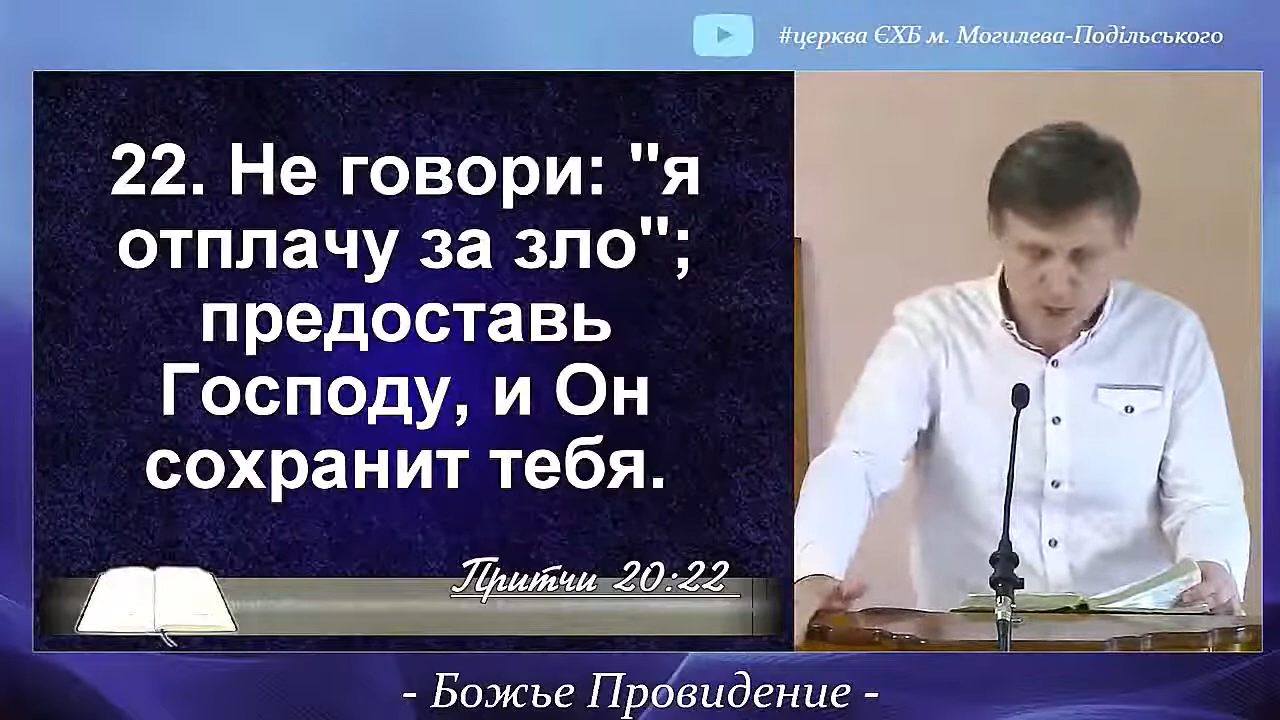 #церква ЄХБ м. Могилева-Подільського
22. Не говори: "я
отплачу за зло";
предоставь
Господу, и Он
сохранит тебя.
Притчи 20:22
- Божье Провидение -